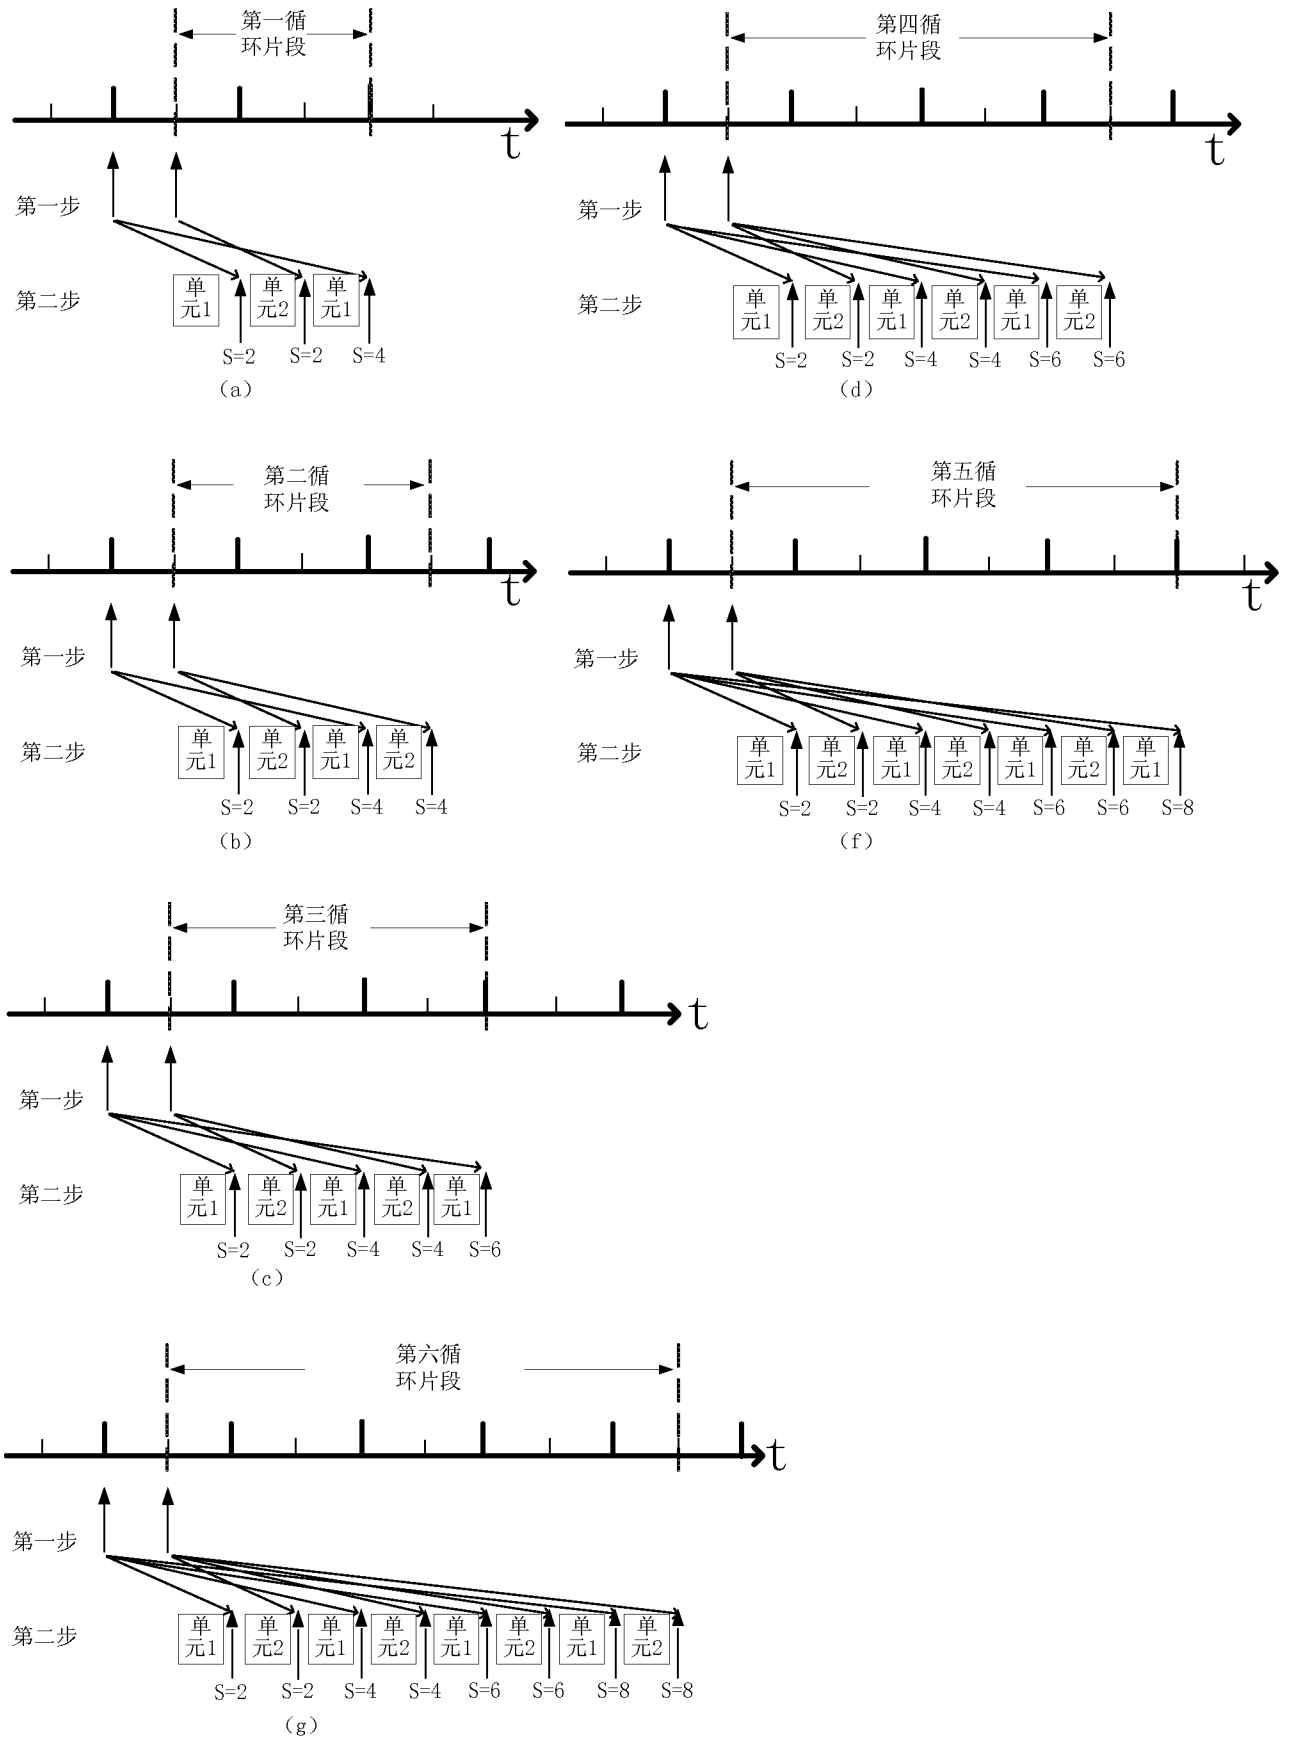 第一循
环片段
t
第一步
第二步
单
元1
单
元2
单
元1
S=2
S=2
S=4
(a)
第四循
环片段
t
第一步
第二步
单
元1
单
元2
单
元1
单
元2
单
元1
单
元2
S=2
S=2
S=4
S=4
S=6
S=6
(d)
第二循
环片段
t
第一步
第二步
单
元1
单
元2
单
元1
单
元2
S=2
S=2
S=4
S=4
(b)
第五循
环片段
t
第一步
第二步
单
元1
单
元2
单
元1
单
元2
单
元1
单
元2
单
元1
S=2
S=2
S=4
S=4
S=6
S=6
S=8
(f)
第三循
环片段
t
第一步
第二步
单
元1
单
元2
单
元1
单
元2
单
元1
S=2
S=2
S=4
S=4
S=6
(c)
第六循
环片段
t
第一步
第二步
单
元1
单
元2
单
元1
单
元2
单
元1
单
元2
单
元1
单
元2
S=2
S=2
S=4
S=4
S=6
S=6
S=8
S=8
(g)